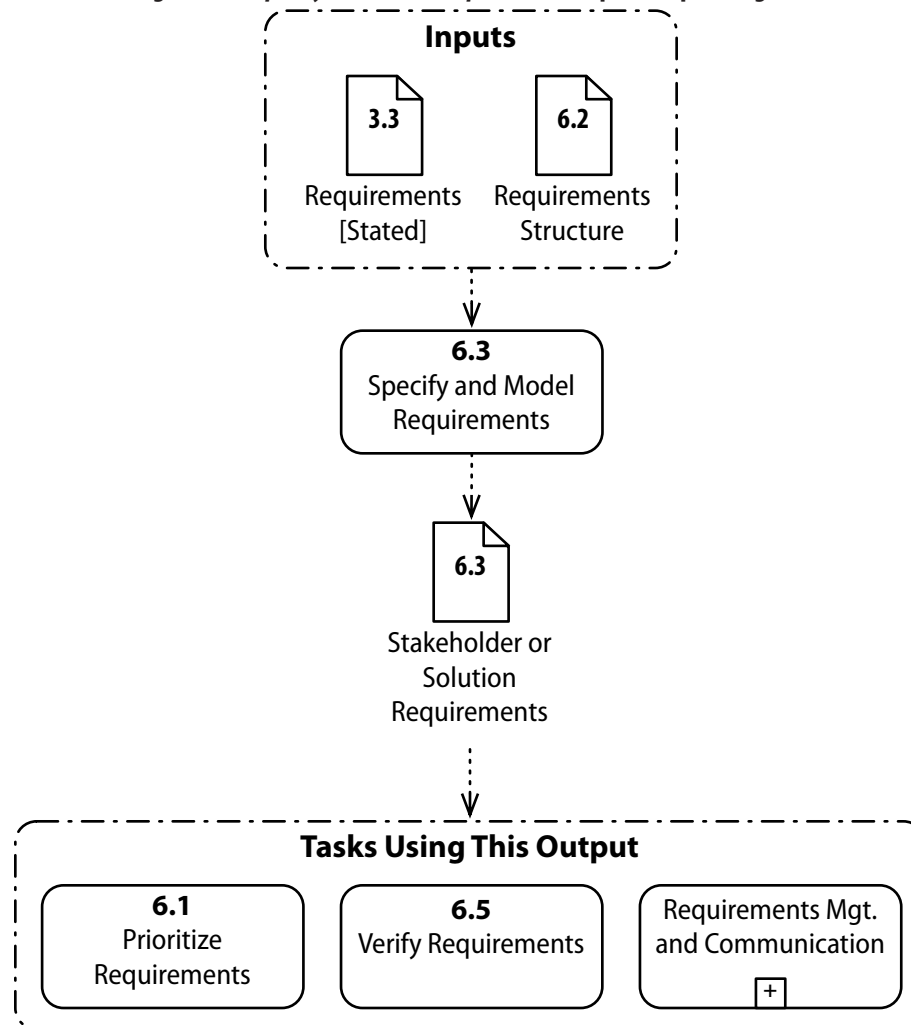 Inputs
3.3
6.2
Requirements
[Stated]
Requirements
Structure
6.3
Specify and Model
Requirements
6.3
Stakeholder or
Solution
Requirements
Tasks Using This Output
6.1
Prioritize
Requirements
6.5
Verify Requirements
Requirements Mgt.
and Communication
+